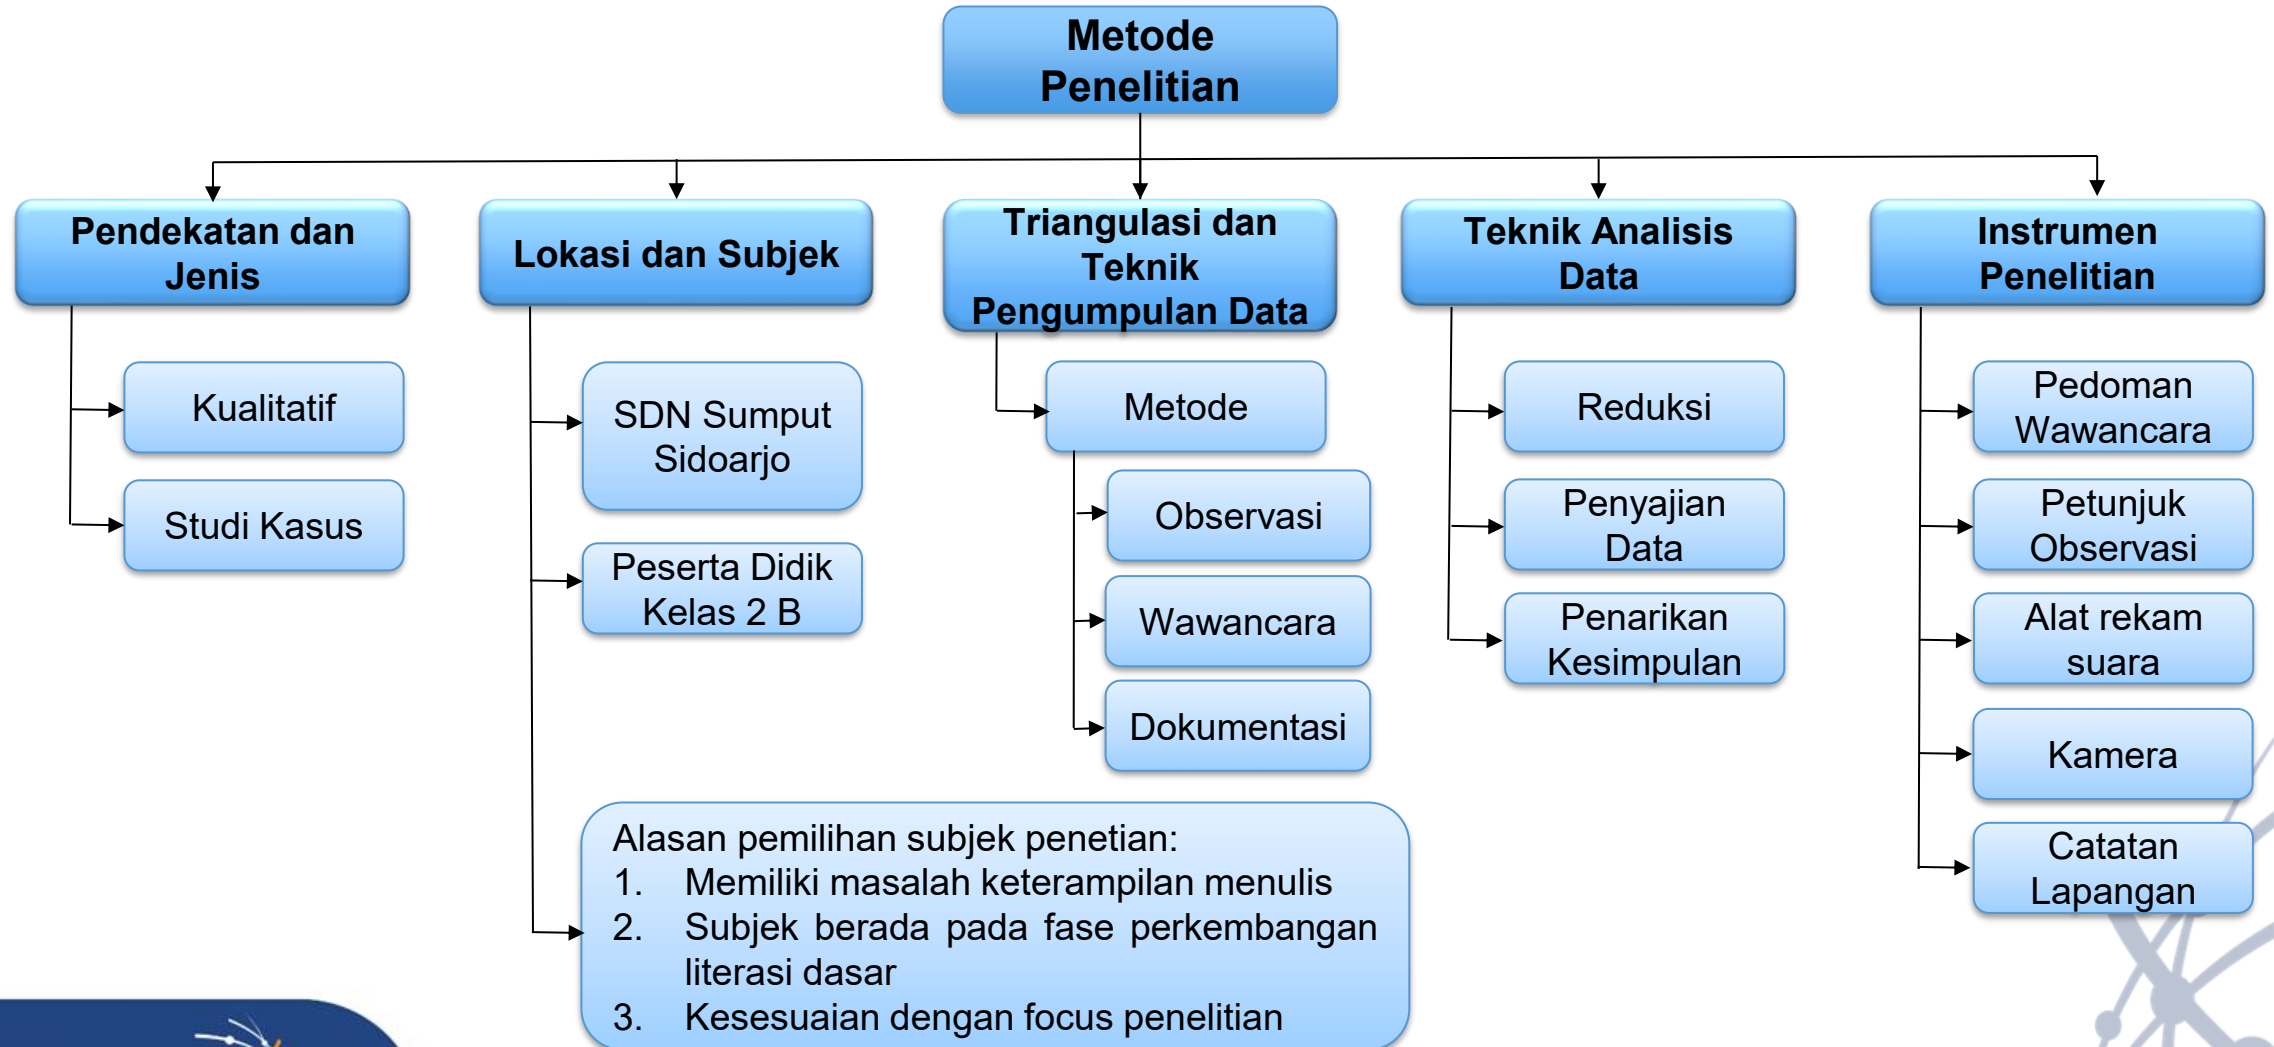 Metode
Penelitian
Pendekatan dan
Jenis
Kualitatif
Studi Kasus
Lokasi dan Subjek
SDN Sumput
Sidoarjo
Peserta Didik
Kelas 2 B
Alasan pemilihan subjek penetian:
1. Memiliki masalah keterampilan menulis
2. Subjek berada pada fase perkembangan
literasi dasar
3. Kesesuaian dengan focus penelitian
Triangulasi dan
Teknik
Pengumpulan Data
Metode
Observasi
Wawancara
Dokumentasi
Teknik Analisis
Data
Reduksi
Penyajian
Data
Penarikan
Kesimpulan
Instrumen
Penelitian
Pedoman
Wawancara
Petunjuk
Observasi
Alat rekam
suara
Kamera
Catatan
Lapangan